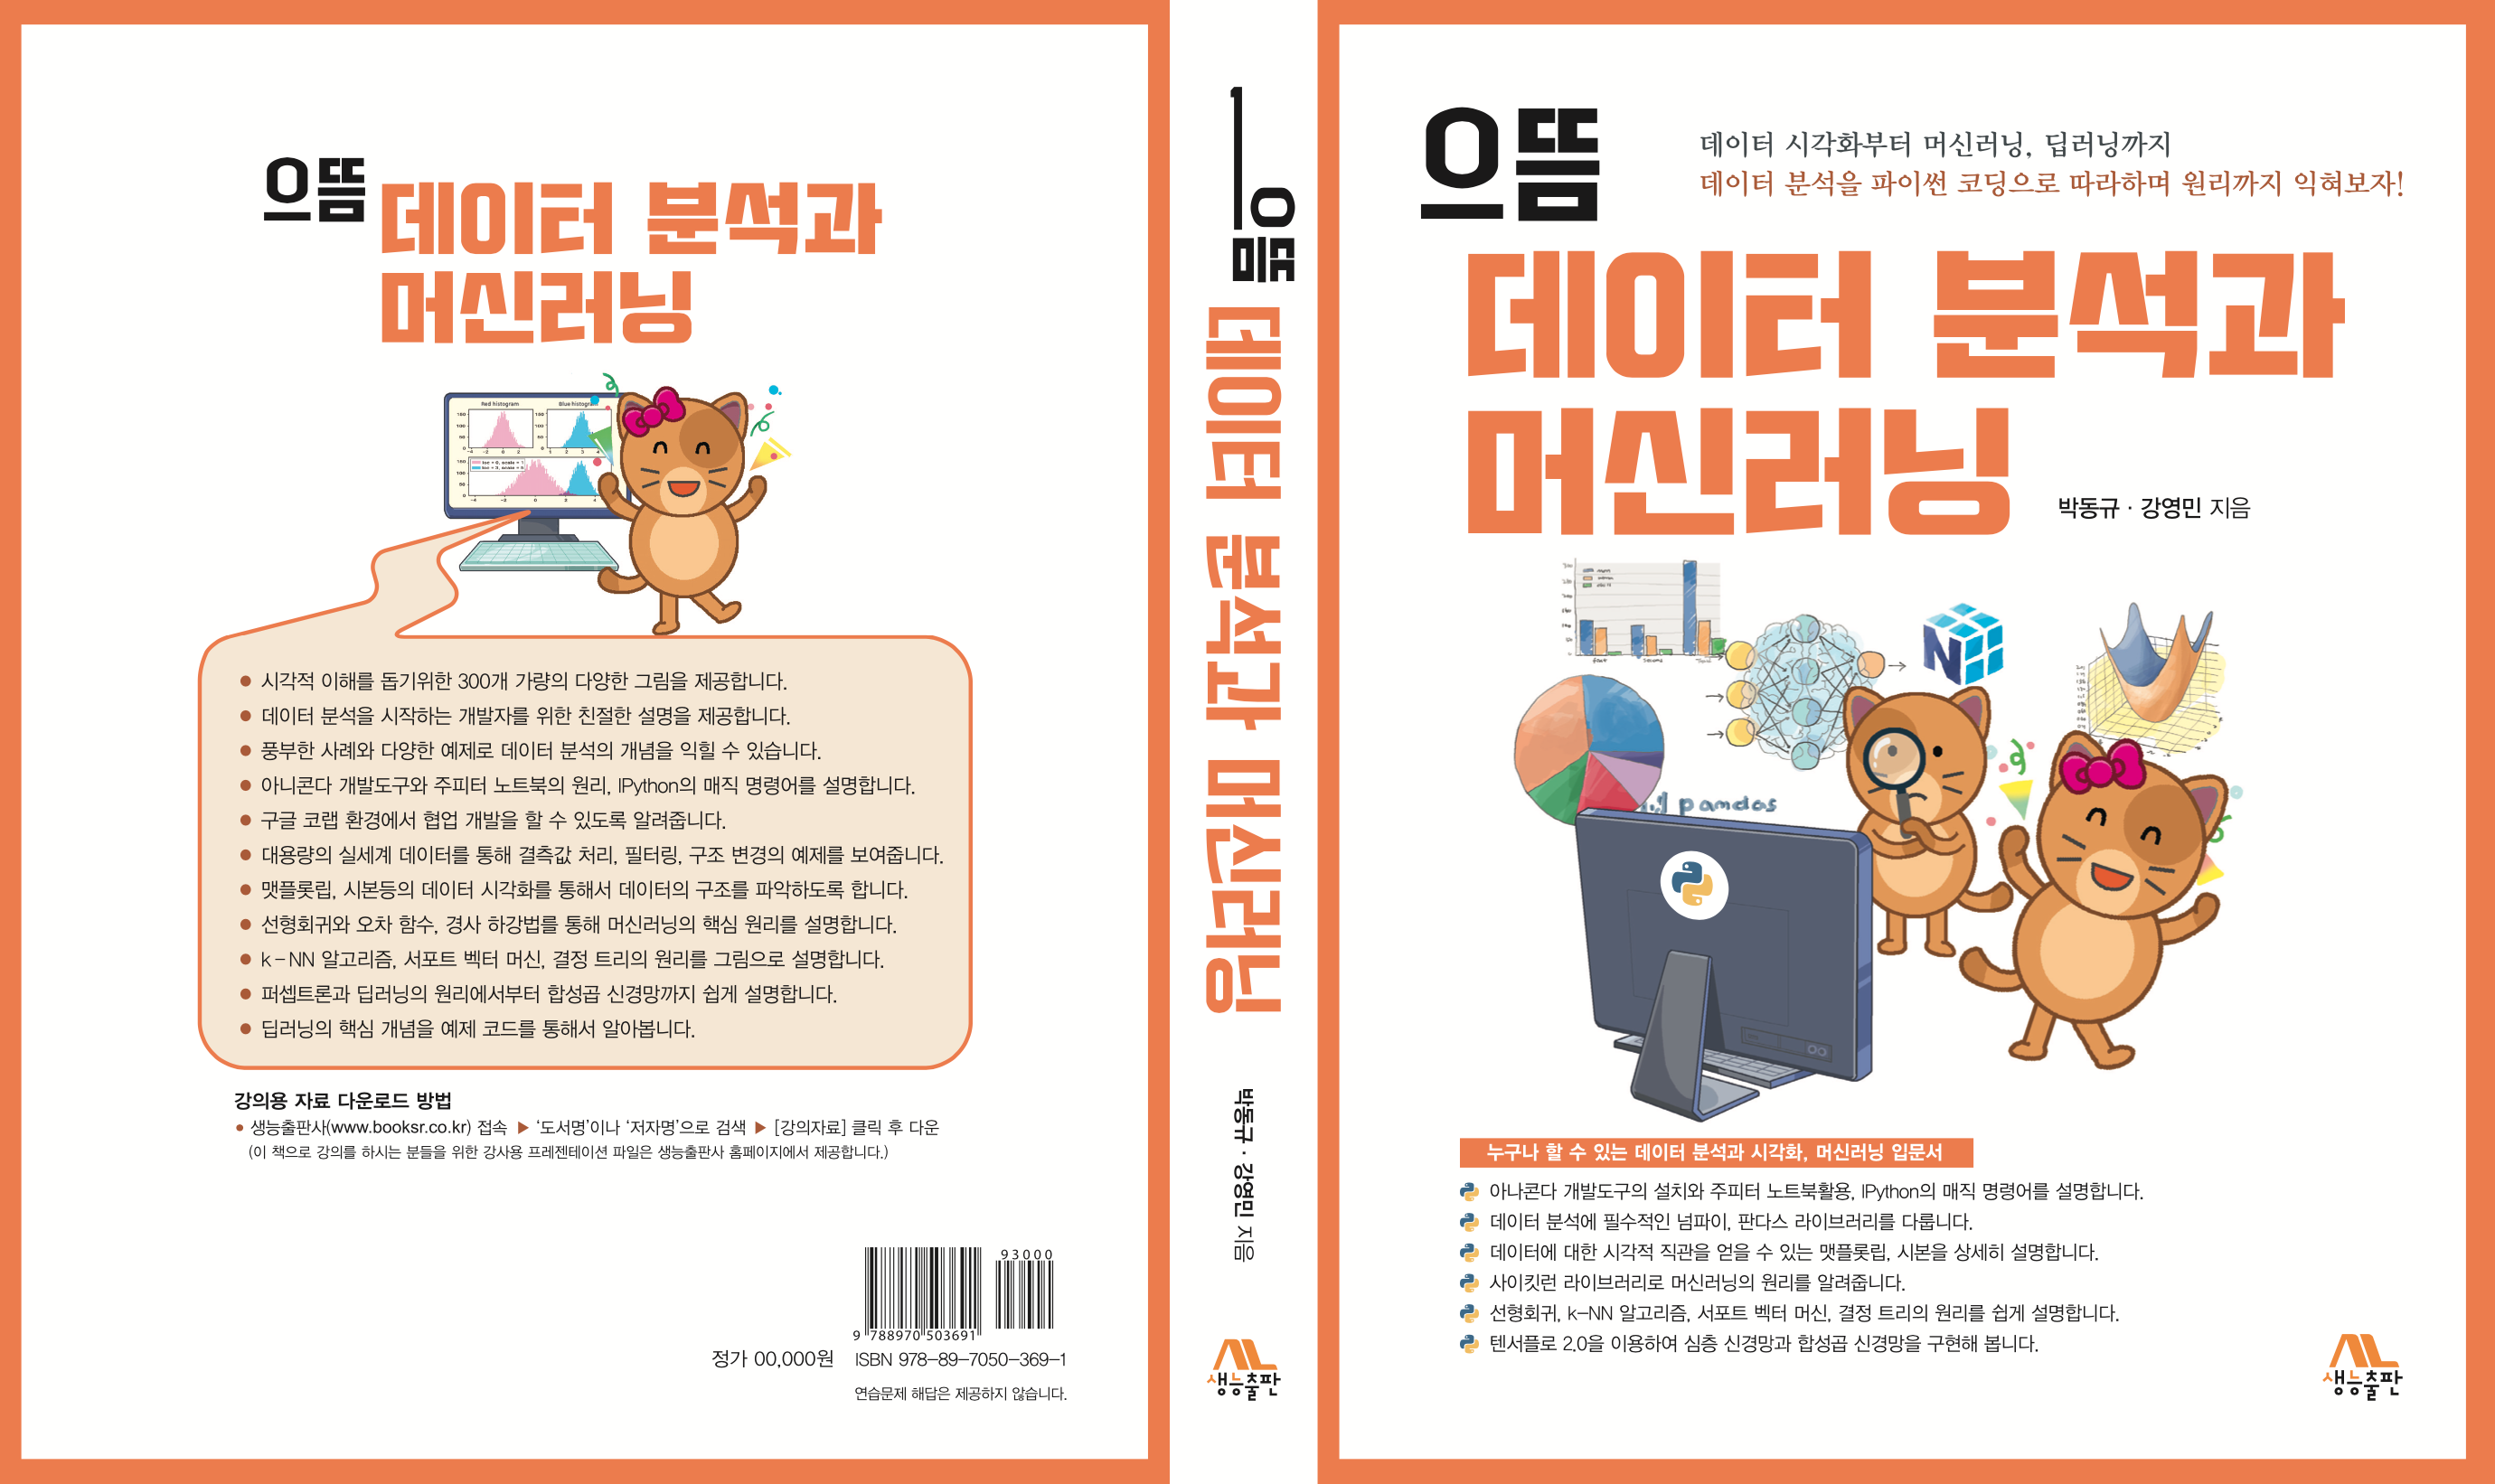 으뜸
데이터 분석과
머신러닝
Red histogram
Blue histogram
시각적 이해를 돕기위한 300개 가량의 다양한 그림을 제공합니다.
데이터 분석을 시작하는 개발자를 위한 친절한 설명을 제공합니다.
풍부한 사례와 다양한 예제로 데이터 분석의 개념을 익힐 수 있습니다.
아니콘다 개발도구와 주피터 노트북의 원리, IPython의 매직 명령어를 설명합니다.
구글 코랩 환경에서 협업 개발을 할 수 있도록 알려줍니다.
대용량의 실세계 데이터를 통해 결측값 처리, 필터링, 구조 변경의 예제를 보여줍니다.
맷플롯립, 시본등의 데이터 시각화를 통해서 데이터의 구조를 파악하도록 합니다.
선형회귀와 오차 함수, 경사 하강법를 통해 머신러닝의 핵심 원리를 설명합니다.
k-NN 알고리즘, 서포트 벡터 머신, 결정 트리의 원리를 그림으로 설명합니다.
퍼셉트론과 딥러닝의 원리에서부터 합성곱 신경망까지 쉽게 설명합니다.
딥러닝의 핵심 개념을 예제 코드를 통해서 알아봅니다.
강의용 자료 다운로드 방법
생능출판사(www.booksr.co.kr) 접속 ▶ ‘도서명’이나 ‘저자명’으로 검색 ▶ [강의자료] 클릭 후 다운
(이 책으로 강의를 하시는 분들을 위한 강사용 프레젠테이션 파일은 생능출판사 홈페이지에서 제공합니다.)
93000
9 788970 503691
정가 00,000원 ISBN 978-89-7050-369-1
연습문제 해답은 제공하지 않습니다.
으뜸 데이터 분석과 머신러닝
박동규 · 강영민 지음
생능출판
으뜸
데이터 시각화부터 머신러닝, 딥러닝까지
데이터 분석을 파이썬 코딩으로 따라하며 원리까지 익혀보자!
데이터 분석과
머신러닝
박동규 · 강영민 지음
N
pandas
누구나 할 수 있는 데이터 분석과 시각화, 머신러닝 입문서
아나콘다 개발도구의 설치와 주피터 노트북활용, IPython의 매직 명령어를 설명합니다.
데이터 분석에 필수적인 넘파이, 판다스 라이브러리를 다룹니다.
데이터에 대한 시각적 직관을 얻을 수 있는 맷플롯립, 시본을 상세히 설명합니다.
사이킷런 라이브러리로 머신러닝의 원리를 알려줍니다.
선형회귀, k-NN 알고리즘, 서포트 벡터 머신, 결정 트리의 원리를 쉽게 설명합니다.
텐서플로 2.0을 이용하여 심층 신경망과 합성곱 신경망을 구현해 봅니다.
생능출판